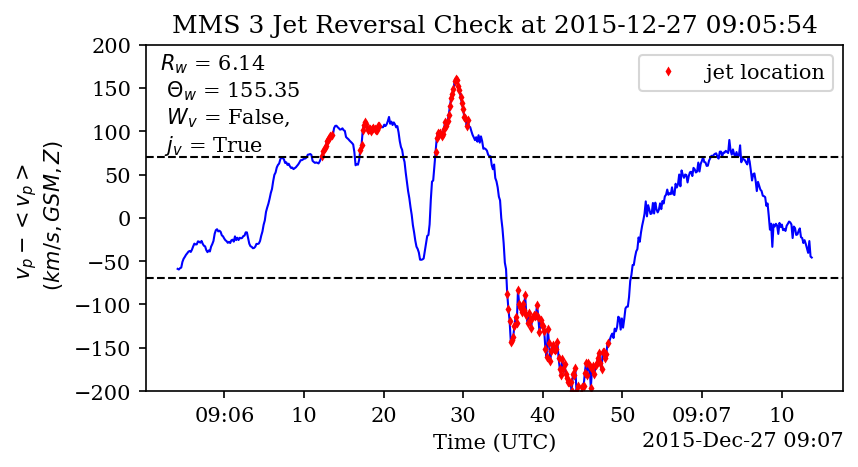 MMS 3 Jet Reversal Check at 2015-12-27 09:05:54
R_w = 6.14
Θ_w = 155.35
W_v = False,
j_v = True
jet location
v_p − < v_p >
(km/s, GSM, Z)
200
150
100
50
0
−50
−100
−150
−200
09:06 10 20 30 40 50 09:07 10
Time (UTC)
2015-Dec-27 09:07